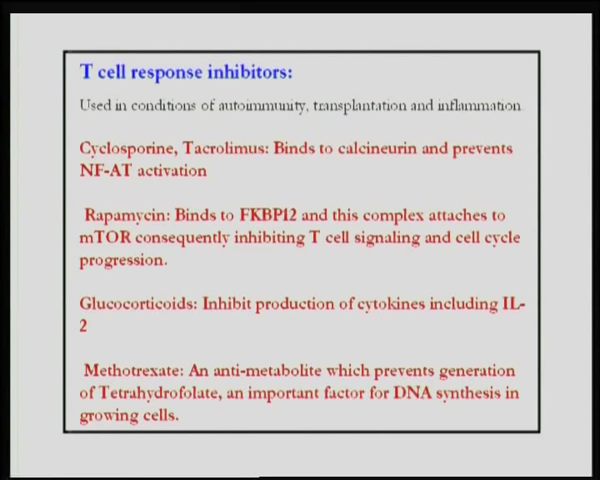 T cell response inhibitors:
Used in conditions of autoimmunity, transplantation and inflammation
Cyclosporine, Tacrolimus: Binds to calcineurin and prevents
NF-AT activation
Rapamycin: Binds to FKBP12 and this complex attaches to
mTOR consequently inhibiting T cell signaling and cell cycle
progression.
Glucocorticoids: Inhibit production of cytokines including IL-
2
Methotrexate: An anti-metabolite which prevents generation
of Tetrahydrofolate, an important factor for DNA synthesis in
growing cells.